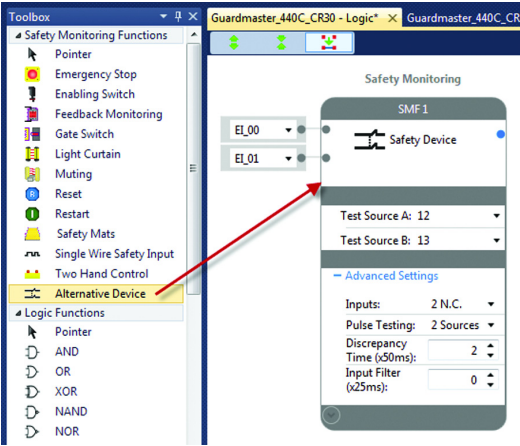 Toolbox
Guardmaster_440C_CR30 - Logic*
Guardmaster_440C_CR
Safety Monitoring Functions
Pointer
Emergency Stop
Enabling Switch
Feedback Monitoring
Gate Switch
Light Curtain
Muting
Reset
Restart
Safety Mats
Single Wire Safety Input
Two Hand Control
Alternative Device
Logic Functions
Pointer
AND
OR
XOR
NAND
NOR
Safety Monitoring
SMF 1
EI_00
EI_01
Safety Device
Test Source A: 12
Test Source B: 13
Advanced Settings
Inputs: 2 N.C.
Pulse Testing: 2 Sources
Discrepancy
Time (x50ms): 2
Input Filter
(x25ms): 0